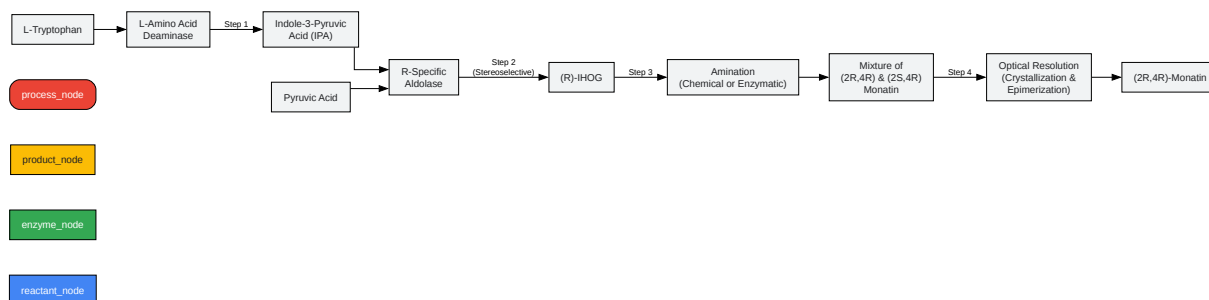 L-Tryptophan
L-Amino Acid
Deaminase
Step 1
Indole-3-Pyruvic
Acid (IPA)
Pyruvic Acid
R-Specific
Aldolase
Step 2
(Stereoselective)
(R)-IHOG
Step 3
Amination
(Chemical or Enzymatic)
Mixture of
(2R,4R) & (2S,4R)
Monatin
Step 4
Optical Resolution
(Crystallization &
Epimerization)
(2R,4R)-Monatin
process_node
product_node
enzyme_node
reactant_node